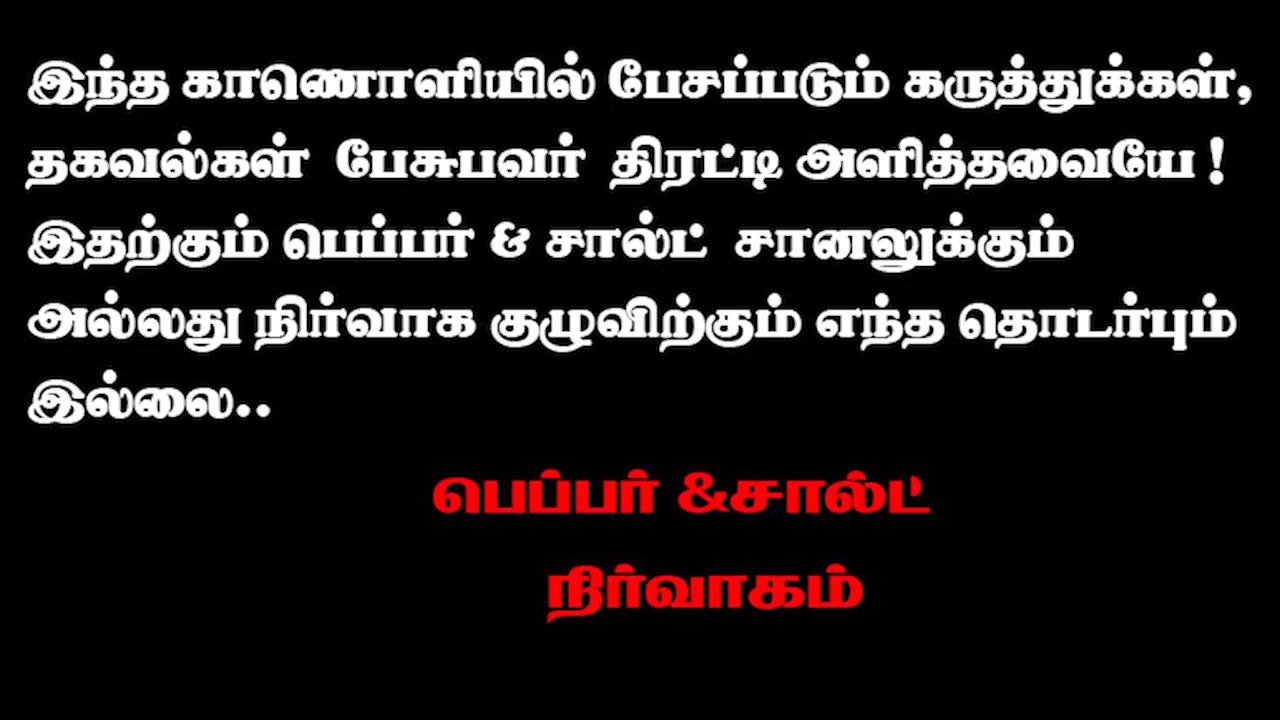 இந்த காணொளியில் பேசப்படும் கருத்துக்கள்,
தகவல்கள் பேசுபவர் திரட்டி அளித்தவையே !
இதற்கும் பெப்பர் & சால்ட் சானலுக்கும்
அல்லது நிர்வாக குழுவிற்கும் எந்த தொடர்பும்
இல்லை..
பெப்பர் &சால்ட்
நிர்வாகம்